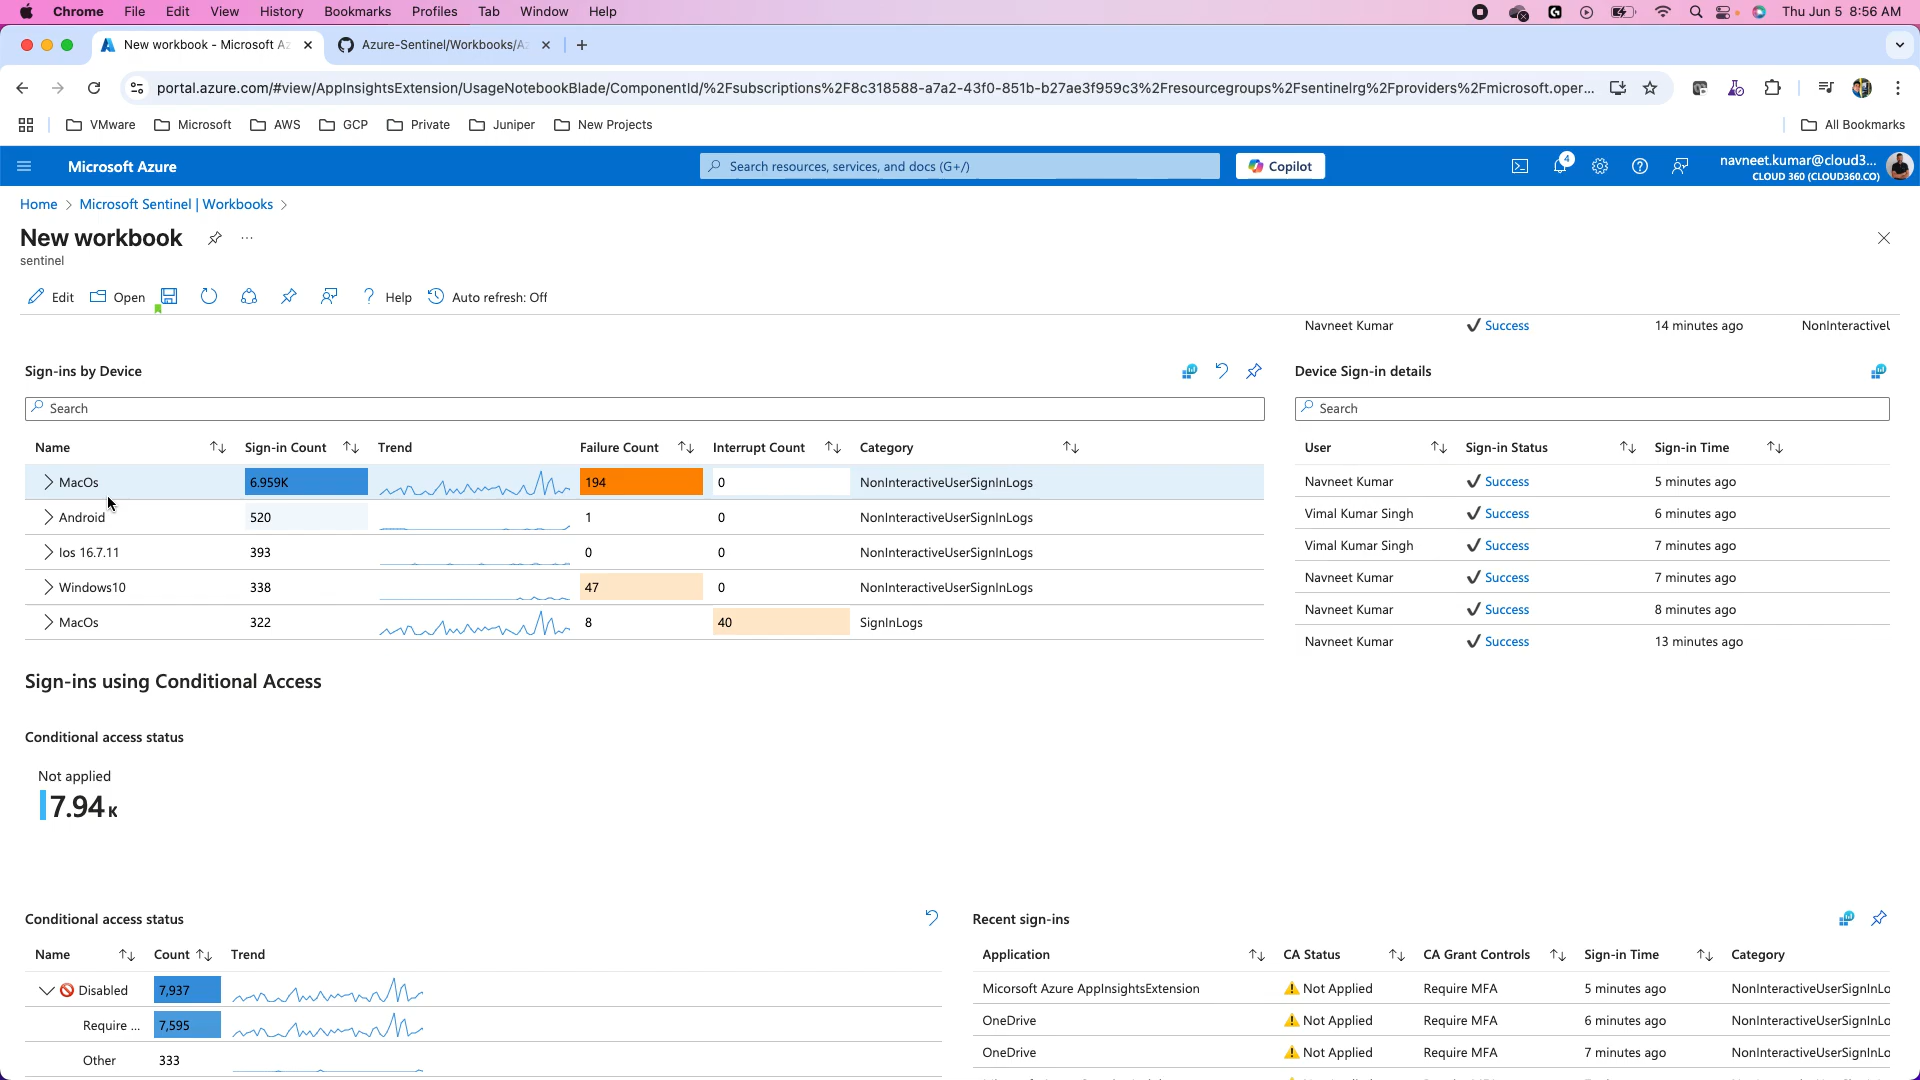 Chrome File Edit View History Bookmarks Profiles Tab Window Help
Thu Jun 5 8:56 AM
New workbook - Microsoft Az
Azure-Sentinel/Workbooks/Az
portal.azure.com/#view/AppInsightsExtension/UsageNotebookBlade/ComponentId/%2Fsubscriptions%2F8c318588-a7a2-43f0-851b-b27ae3f959c3%2Fresourcegroups%2Fsentinelrg%2Fproviders%2Fmicrosoft.oper...
VMware Microsoft AWS GCP Private Juniper New Projects
All Bookmarks
Microsoft Azure
Search resources, services, and docs (G+/)
Copilot
4
navneet.kumar@cloud3...
CLOUD 360 (CLOUD360.CO)
Home > Microsoft Sentinel | Workbooks >
New workbook
sentinel
Edit Open Help Auto refresh: Off
Navneet Kumar Success 14 minutes ago NonInteractiveU
Sign-ins by Device
Search
Name Sign-in Count Trend Failure Count Interrupt Count Category
MacOs 6.959K 194 0 NonInteractiveUserSignInLogs
Android 520 1 0 NonInteractiveUserSignInLogs
Ios 16.7.11 393 0 0 NonInteractiveUserSignInLogs
Windows10 338 47 0 NonInteractiveUserSignInLogs
MacOs 322 8 40 SignInLogs
Device Sign-in details
Search
User Sign-in Status Sign-in Time
Navneet Kumar Success 5 minutes ago
Vimal Kumar Singh Success 6 minutes ago
Vimal Kumar Singh Success 7 minutes ago
Navneet Kumar Success 7 minutes ago
Navneet Kumar Success 8 minutes ago
Navneet Kumar Success 13 minutes ago
Sign-ins using Conditional Access
Conditional access status
Not applied
7.94K
Conditional access status
Name Count Trend
Disabled 7,937
Require ... 7,595
Other 333
Recent sign-ins
Application CA Status CA Grant Controls Sign-in Time Category
Micorsoft Azure AppInsightsExtension Not Applied Require MFA 5 minutes ago NonInteractiveUserSignInLo
OneDrive Not Applied Require MFA 6 minutes ago NonInteractiveUserSignInLo
OneDrive Not Applied Require MFA 7 minutes ago NonInteractiveUserSignInLo